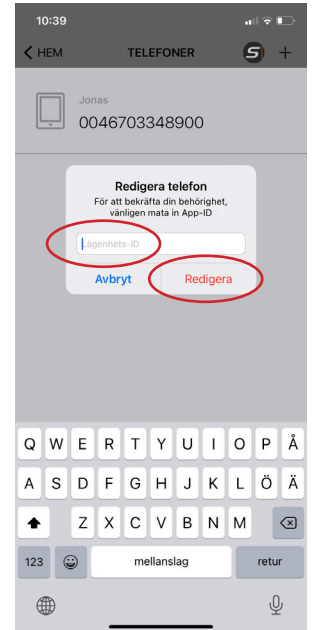 10:39
HEM TELEFONER S +
Jonas
0046703348900
Redigera telefon
För att bekräfta din behörighet,
vänligen mata in App-ID
Lägenhets-ID
Avbryt Redigera
Q W E R T Y U I O P Å
A S D F G H J K L Ö Ä
Z X C V B N M
123 mellanslag retur